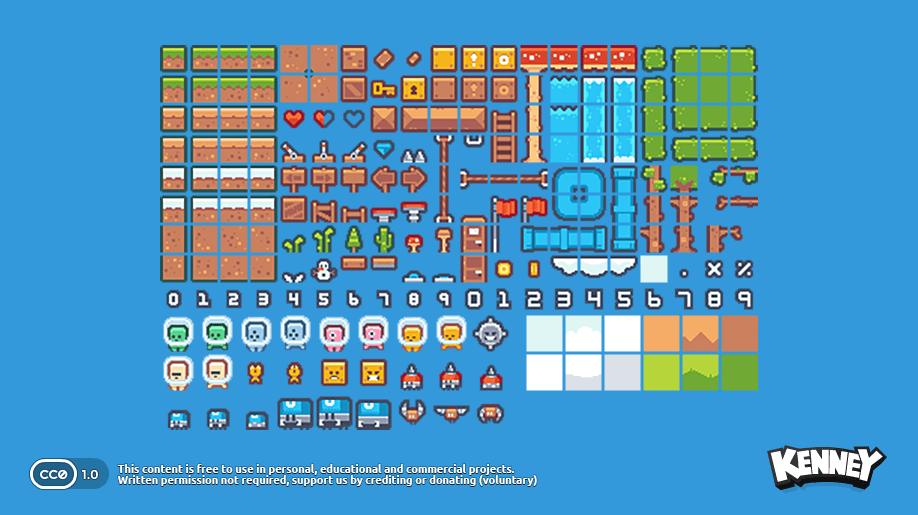 0 1 2 3 4 5 6 7 8 9 0 1 2 3 4 5 6 7 8 9
CC0 1.0
This content is free to use in personal, educational and commercial projects.
Written permission not required, support us by crediting or donating (voluntary)
KENNEY